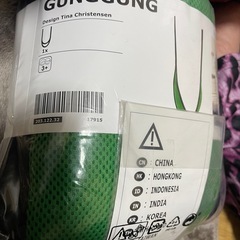 GUNGGUNG
Design Tina Christensen
1x
3+
17915
CN : CHINA
HK : HONGKONG
ID : INDONESIA
IN : INDIA
KR : KOREA